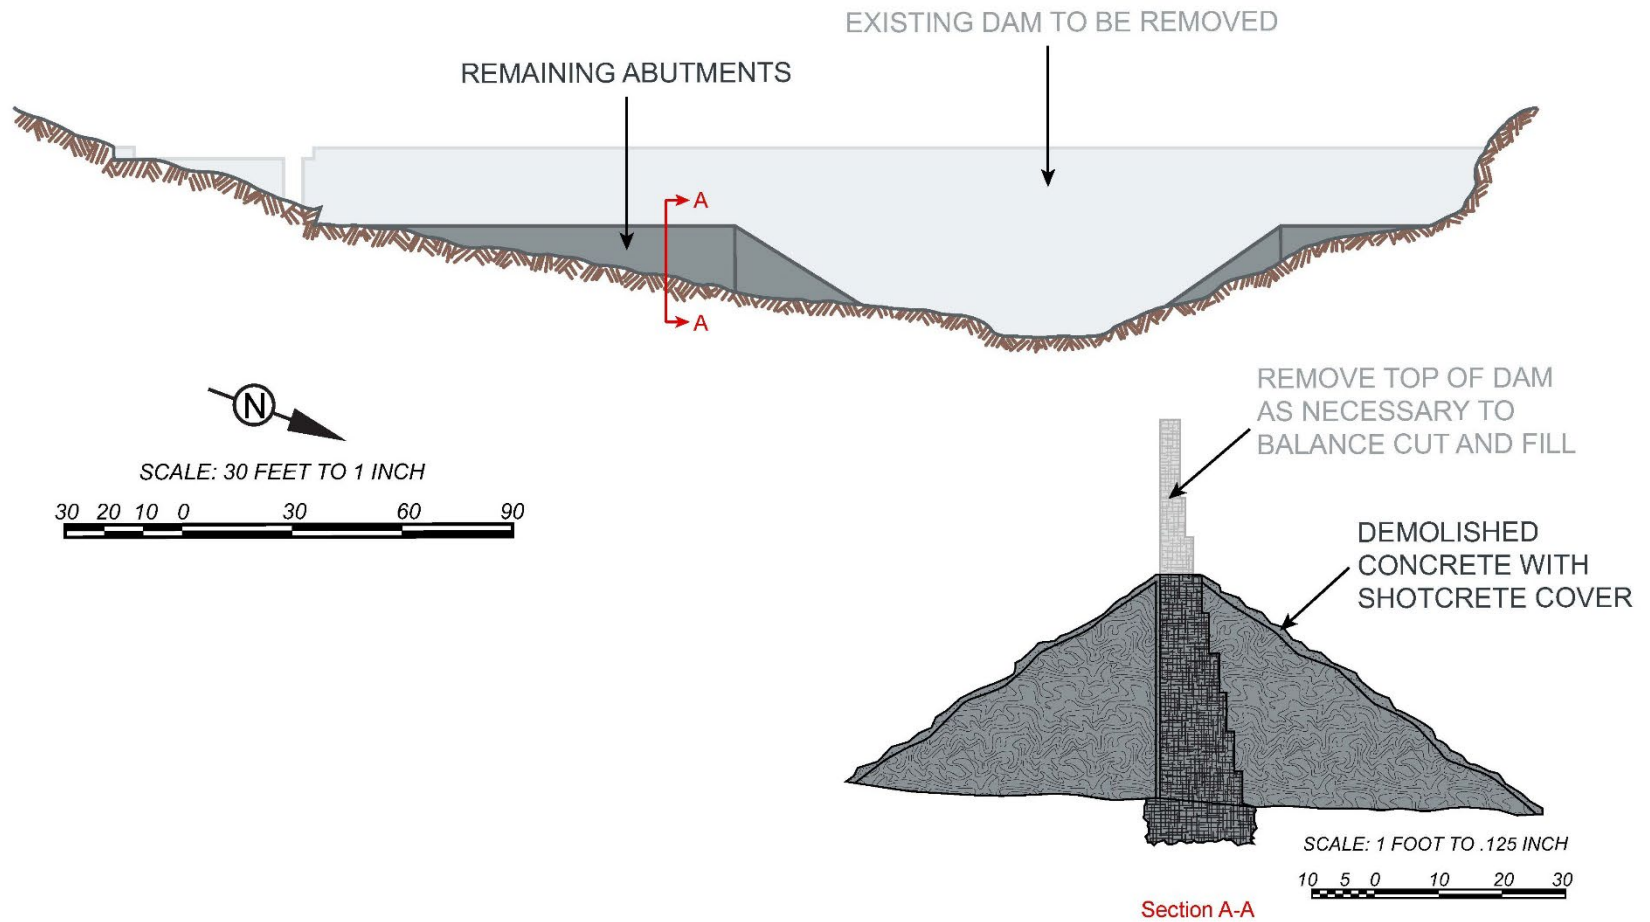 EXISTING DAM TO BE REMOVED
REMAINING ABUTMENTS
A
A
N
SCALE: 30 FEET TO 1 INCH
30 20 10 0 30 60 90
REMOVE TOP OF DAM
AS NECESSARY TO
BALANCE CUT AND FILL
DEMOLISHED
CONCRETE WITH
SHOTCRETE COVER
SCALE: 1 FOOT TO .125 INCH
10 5 0 10 20 30
Section A-A